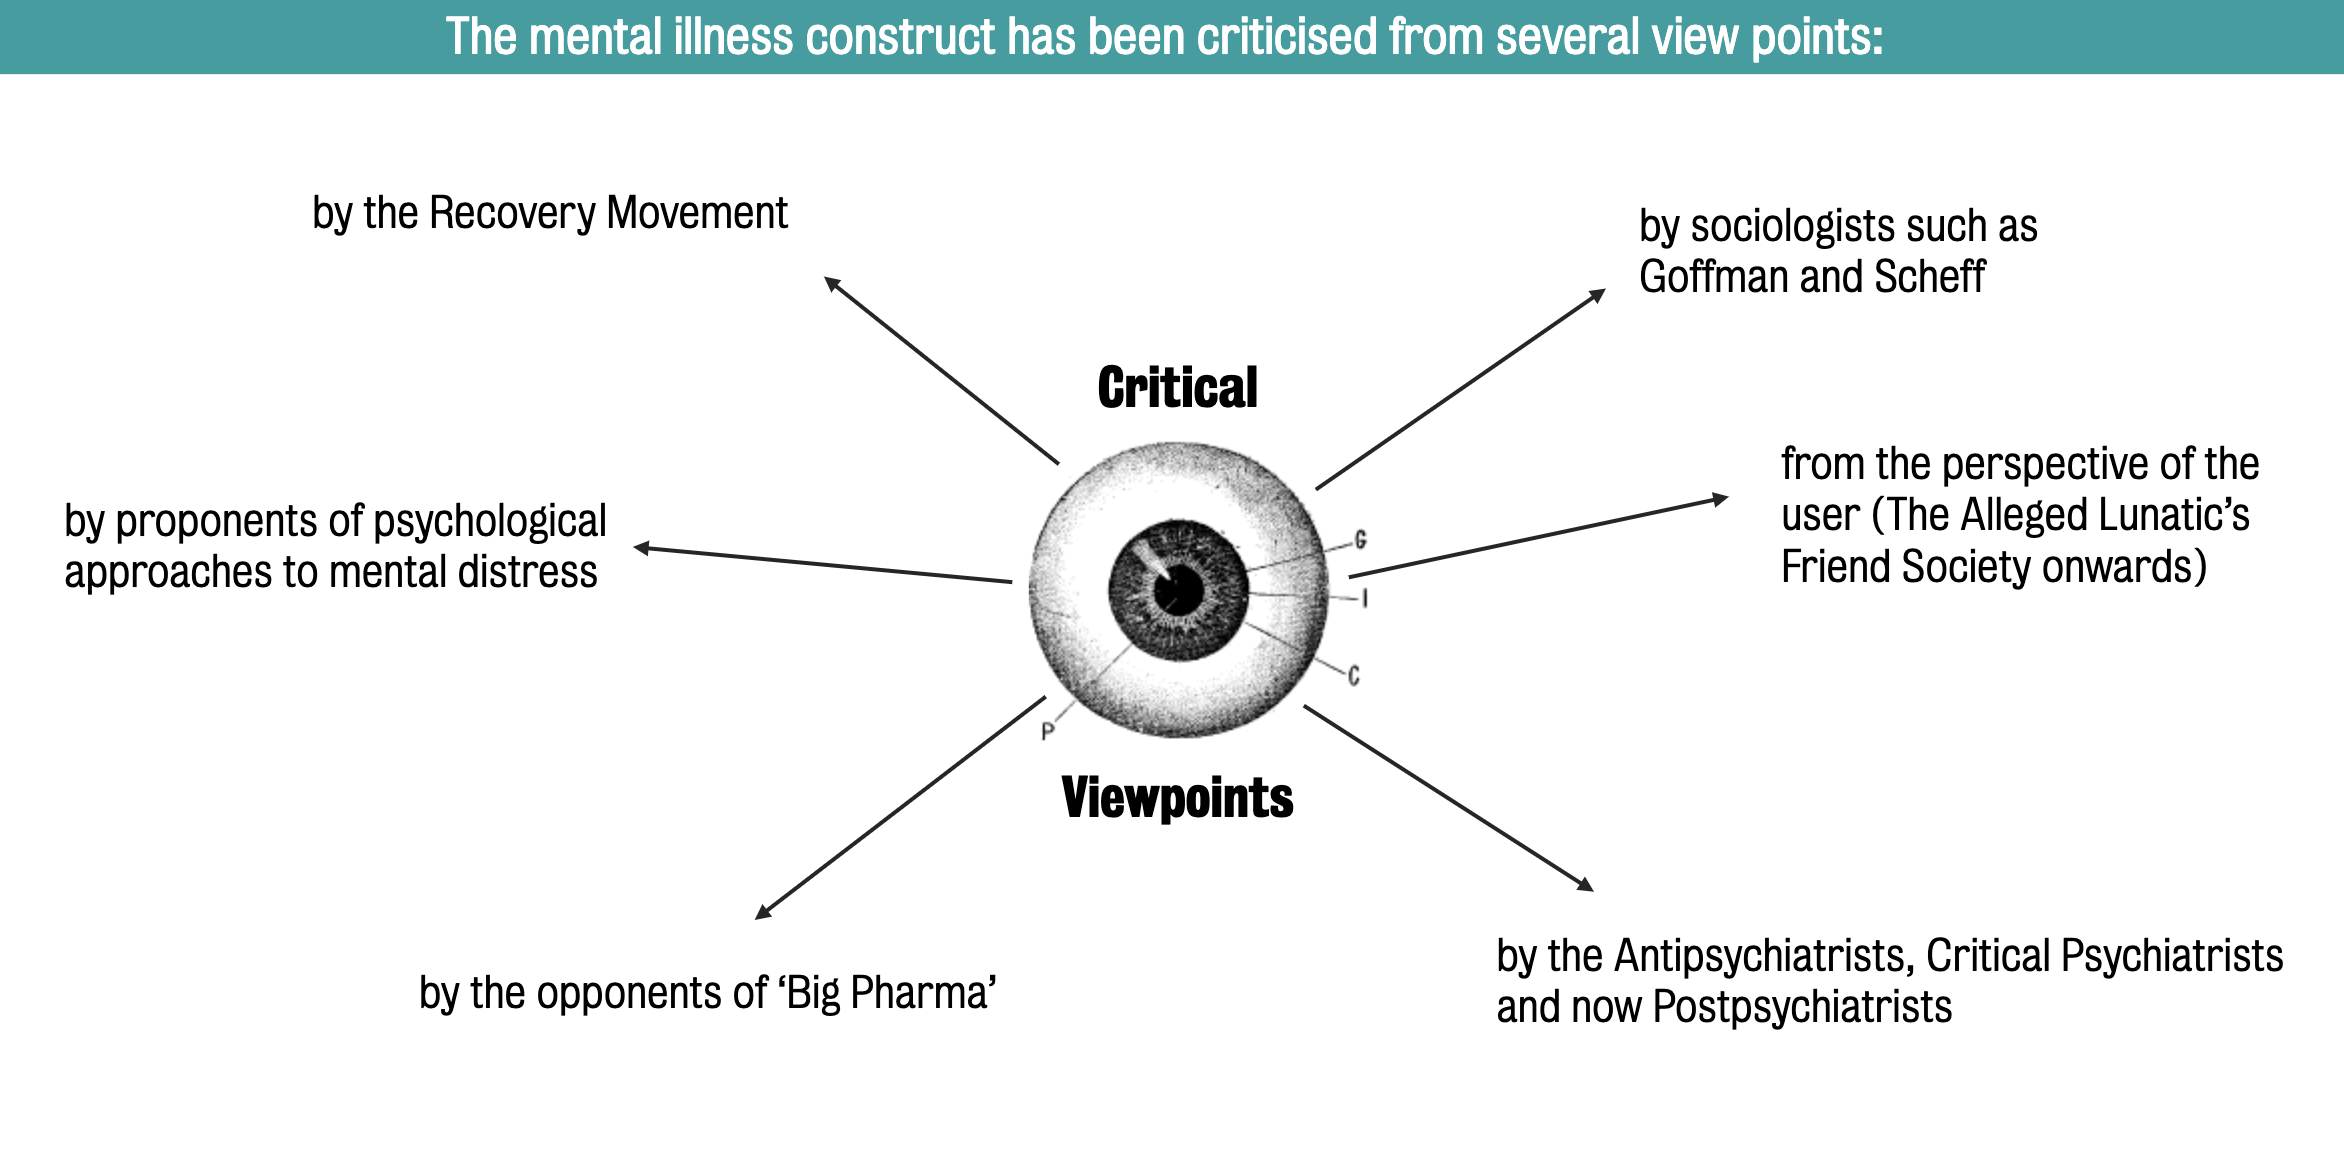 The mental illness construct has been criticised from several view points:
by the Recovery Movement
by sociologists such as
Goffman and Scheff
Critical
from the perspective of the
user (The Alleged Lunatic’s
Friend Society onwards)
by proponents of psychological
approaches to mental distress
G
I
C
P
Viewpoints
by the opponents of ‘Big Pharma’
by the Antipsychiatrists, Critical Psychiatrists
and now Postpsychiatrists